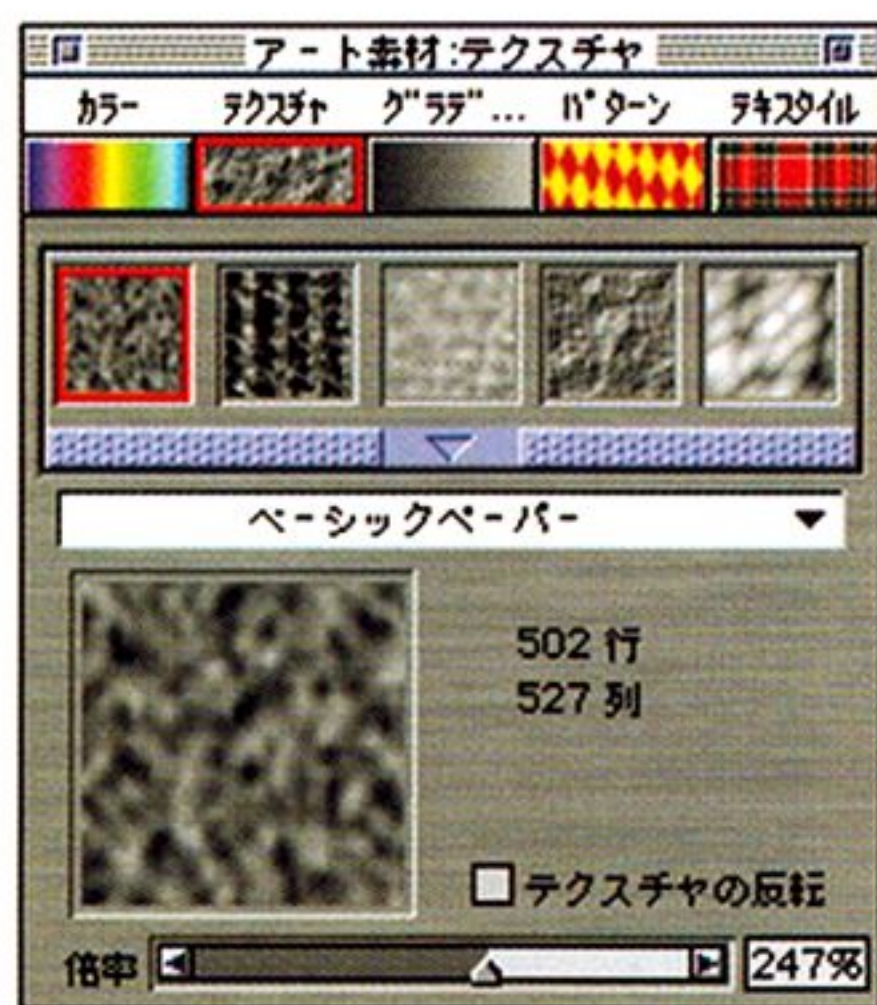 アート素材:テクスチャ
カラー テクスチャ グラデ... パターン テキスタイル
ベーシックペーパー
502 行
527 列
テクスチャの反転
倍率 247%